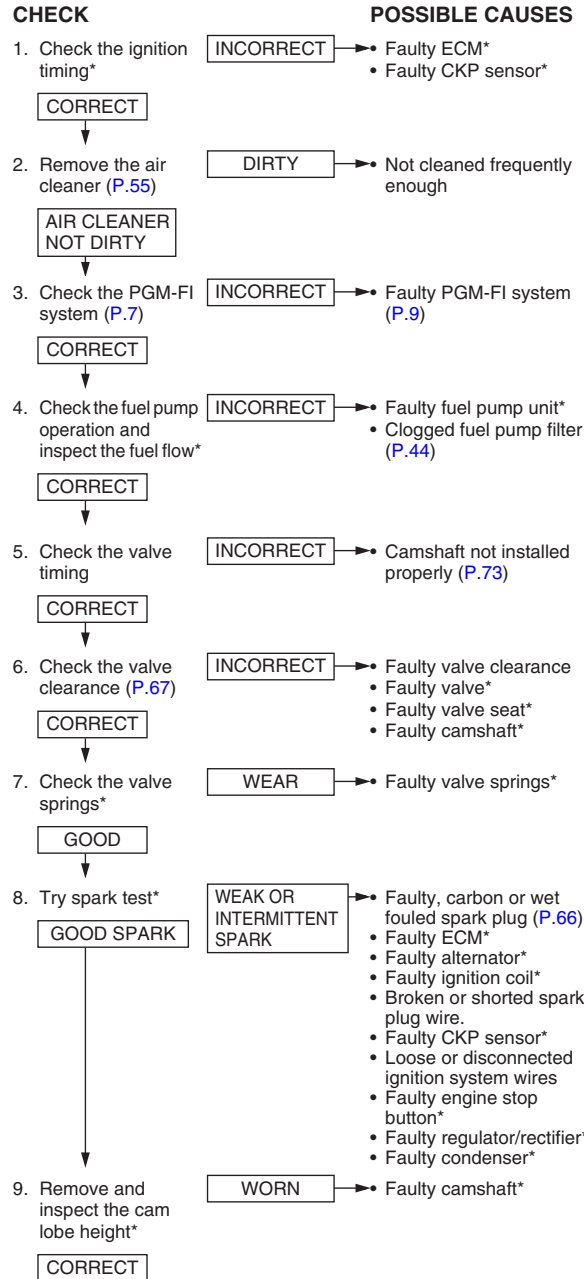 CHECK POSSIBLE CAUSES
1. Check the ignition INCORRECT • Faulty ECM*
timing* • Faulty CKP sensor*
CORRECT
2. Remove the air DIRTY • Not cleaned frequently
cleaner (P.55) enough
AIR CLEANER
NOT DIRTY
3. Check the PGM-FI INCORRECT • Faulty PGM-FI system
system (P.7) (P.9)
CORRECT
4. Check the fuel pump INCORRECT • Faulty fuel pump unit*
operation and • Clogged fuel pump filter
inspect the fuel flow* (P.44)
CORRECT
5. Check the valve INCORRECT • Camshaft not installed
timing properly (P.73)
CORRECT
6. Check the valve INCORRECT • Faulty valve clearance
clearance (P.67) • Faulty valve*
• Faulty valve seat*
CORRECT • Faulty camshaft*
7. Check the valve WEAR • Faulty valve springs*
springs*
GOOD
8. Try spark test* WEAK OR • Faulty, carbon or wet
INTERMITTENT fouled spark plug (P.66)
GOOD SPARK SPARK • Faulty ECM*
• Faulty alternator*
• Faulty ignition coil*
• Broken or shorted spark
plug wire.
• Faulty CKP sensor*
• Loose or disconnected
ignition system wires
• Faulty engine stop
button*
• Faulty regulator/rectifier*
• Faulty condenser*
9. Remove and WORN • Faulty camshaft*
inspect the cam
lobe height*
CORRECT